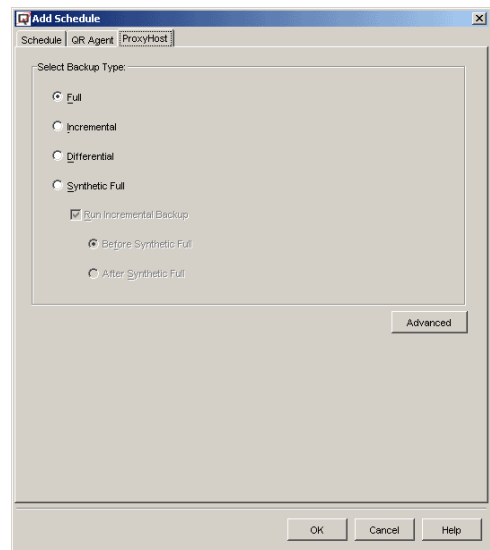 Add Schedule
Schedule QR Agent ProxyHost
Select Backup Type:
Full
Incremental
Differential
Synthetic Full
Run Incremental Backup
Before Synthetic Full
After Synthetic Full
Advanced
OK Cancel Help